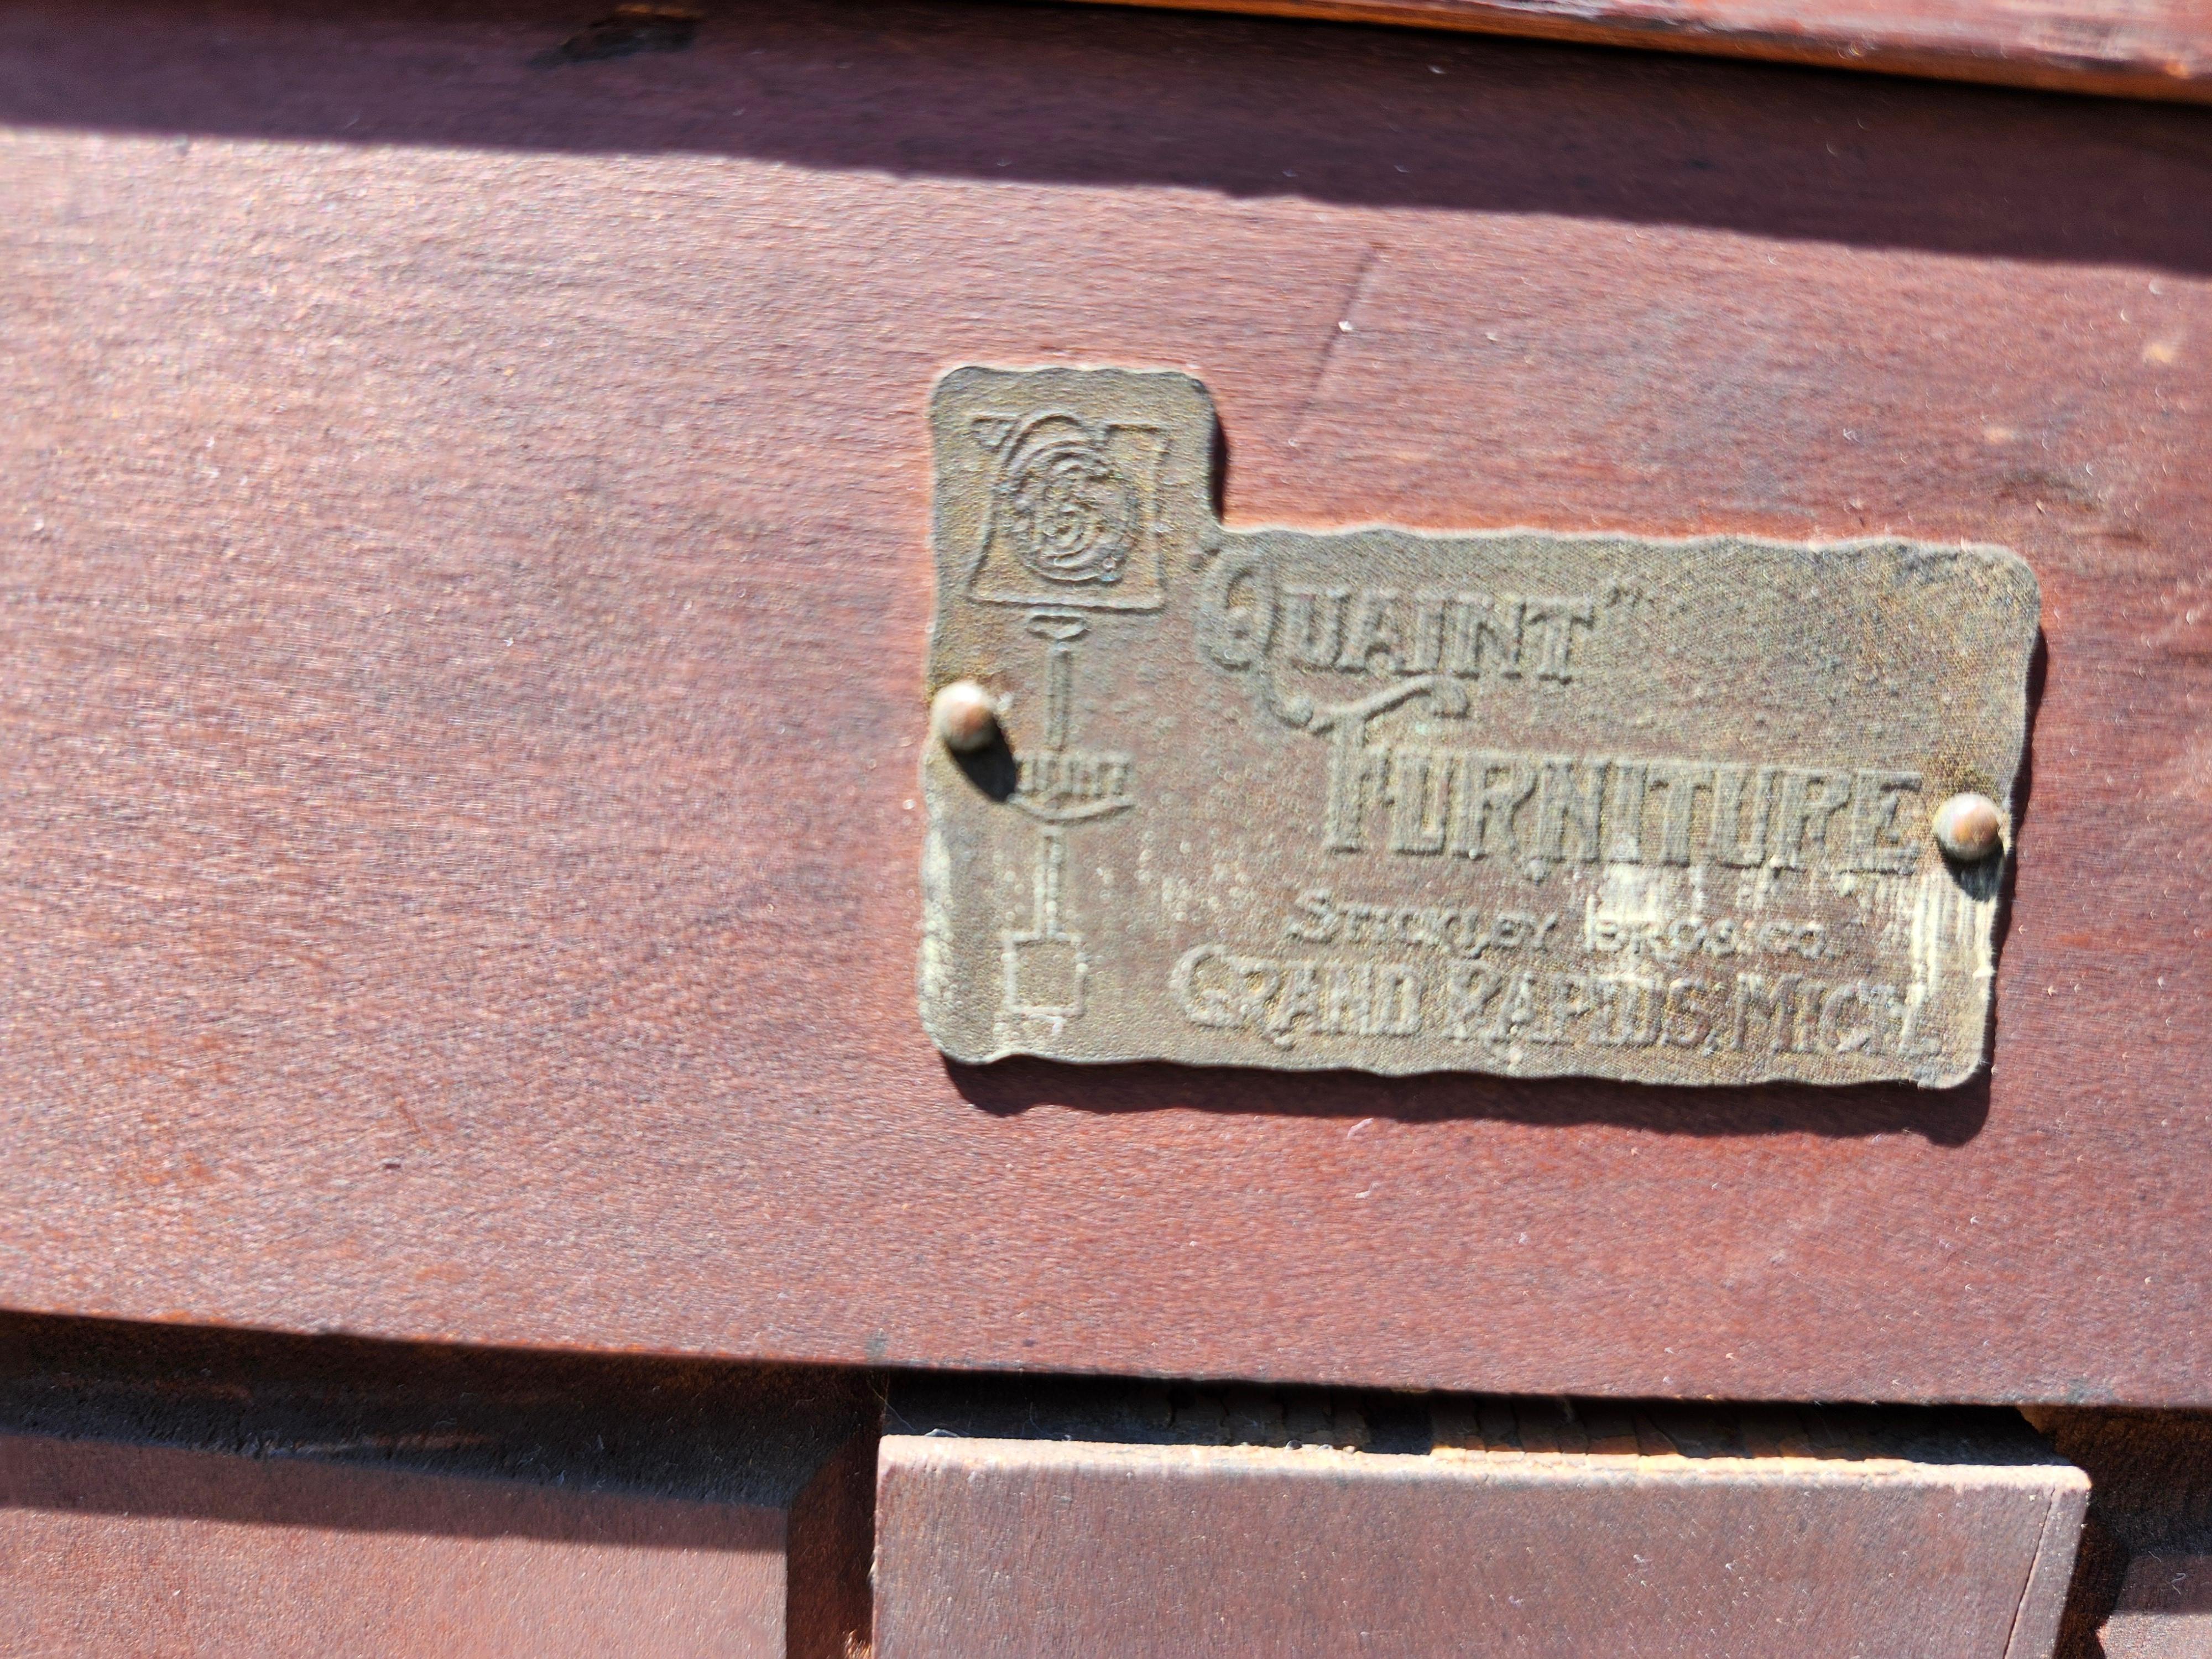 "QUAINT"
FURNITURE
STICKLEY BROS. CO.
GRAND RAPIDS, MICH.